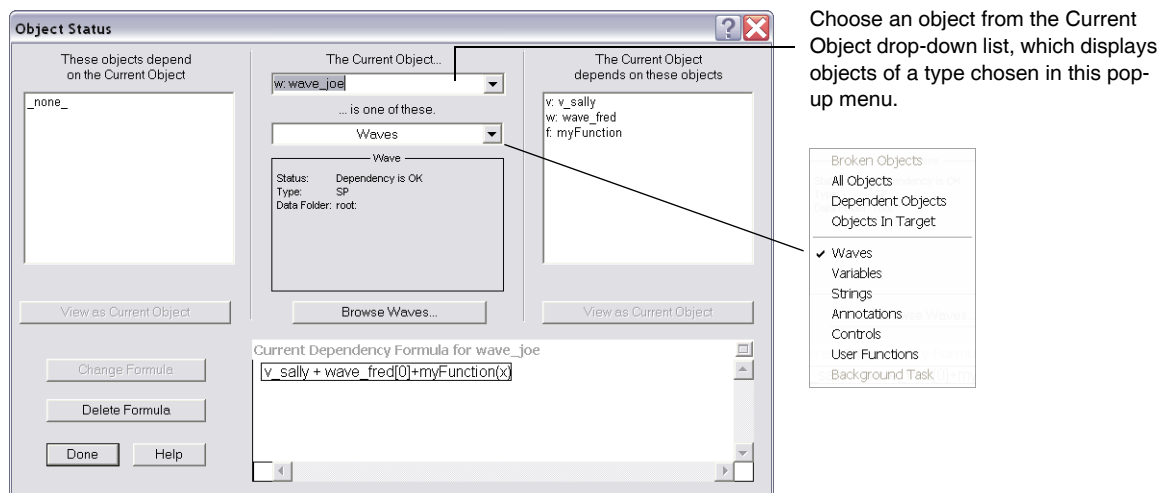 Object Status
These objects depend
on the Current Object
_none_
View as Current Object
The Current Object...
w: wave_joe
... is one of these.
Waves
Wave
Status: Dependency is OK
Type: SP
Data Folder: root:
Browse Waves...
The Current Object
depends on these objects
v: v_sally
w: wave_fred
f: myFunction
View as Current Object
Change Formula
Delete Formula
Done
Help
Current Dependency Formula for wave_joe
v_sally + wave_fred[0]+myFunction(x)
Choose an object from the Current
Object drop-down list, which displays
objects of a type chosen in this pop-
up menu.
Broken Objects
All Objects
Dependent Objects
Objects In Target
Waves
Variables
Strings
Annotations
Controls
User Functions
Background Task